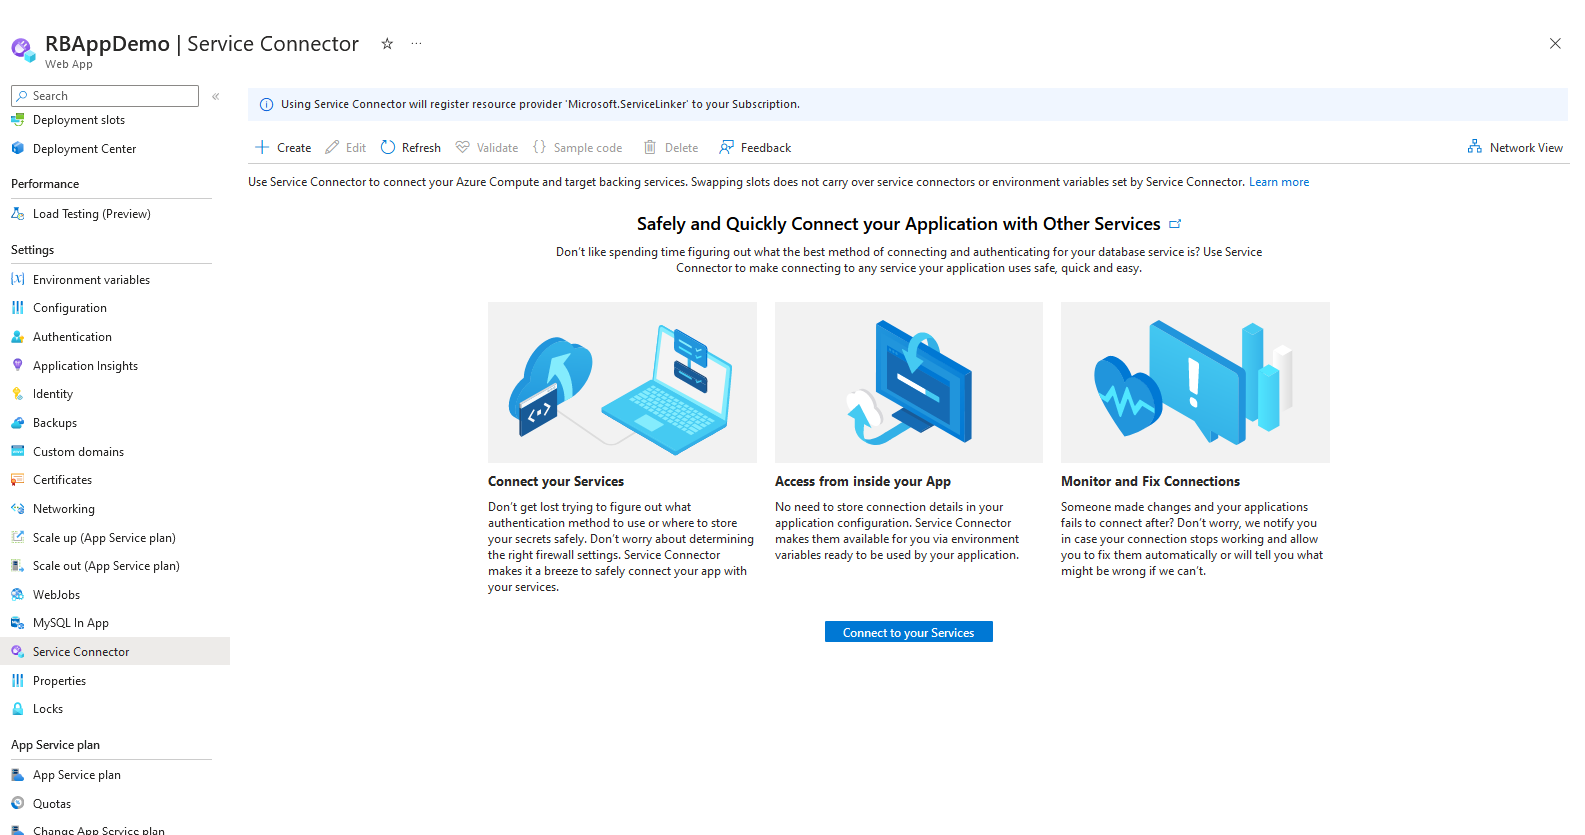 RBAppDemo | Service Connector
Web App
Search
Deployment slots
Deployment Center
Performance
Load Testing (Preview)
Settings
Environment variables
Configuration
Authentication
Application Insights
Identity
Backups
Custom domains
Certificates
Networking
Scale up (App Service plan)
Scale out (App Service plan)
WebJobs
MySQL In App
Service Connector
Properties
Locks
App Service plan
App Service plan
Quotas
Change App Service plan
Using Service Connector will register resource provider 'Microsoft.ServiceLinker' to your Subscription.
Create Edit Refresh Validate Sample code Delete Feedback Network View
Use Service Connector to connect your Azure Compute and target backing services. Swapping slots does not carry over service connectors or environment variables set by Service Connector. Learn more
Safely and Quickly Connect your Application with Other Services
Don't like spending time figuring out what the best method of connecting and authenticating for your database service is? Use Service
Connector to make connecting to any service your application uses safe, quick and easy.
Connect your Services
Don't get lost trying to figure out what
authentication method to use or where to store
your secrets safely. Don't worry about determining
the right firewall settings. Service Connector
makes it a breeze to safely connect your app with
your services.
Access from inside your App
No need to store connection details in your
application configuration. Service Connector
makes them available for you via environment
variables ready to be used by your application.
Monitor and Fix Connections
Someone made changes and your applications
fails to connect after? Don't worry, we notify you
in case your connection stops working and allow
you to fix them automatically or will tell you what
might be wrong if we can't.
Connect to your Services